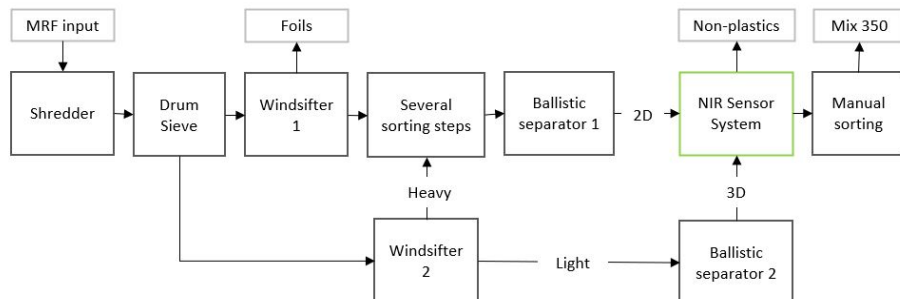 MRF input
Foils
Non-plastics
Mix 350
Shredder
Drum
Sieve
Windsifter
1
Several
sorting steps
Ballistic
separator 1
2D
NIR Sensor
System
Manual
sorting
Heavy
3D
Windsifter
2
Light
Ballistic
separator 2